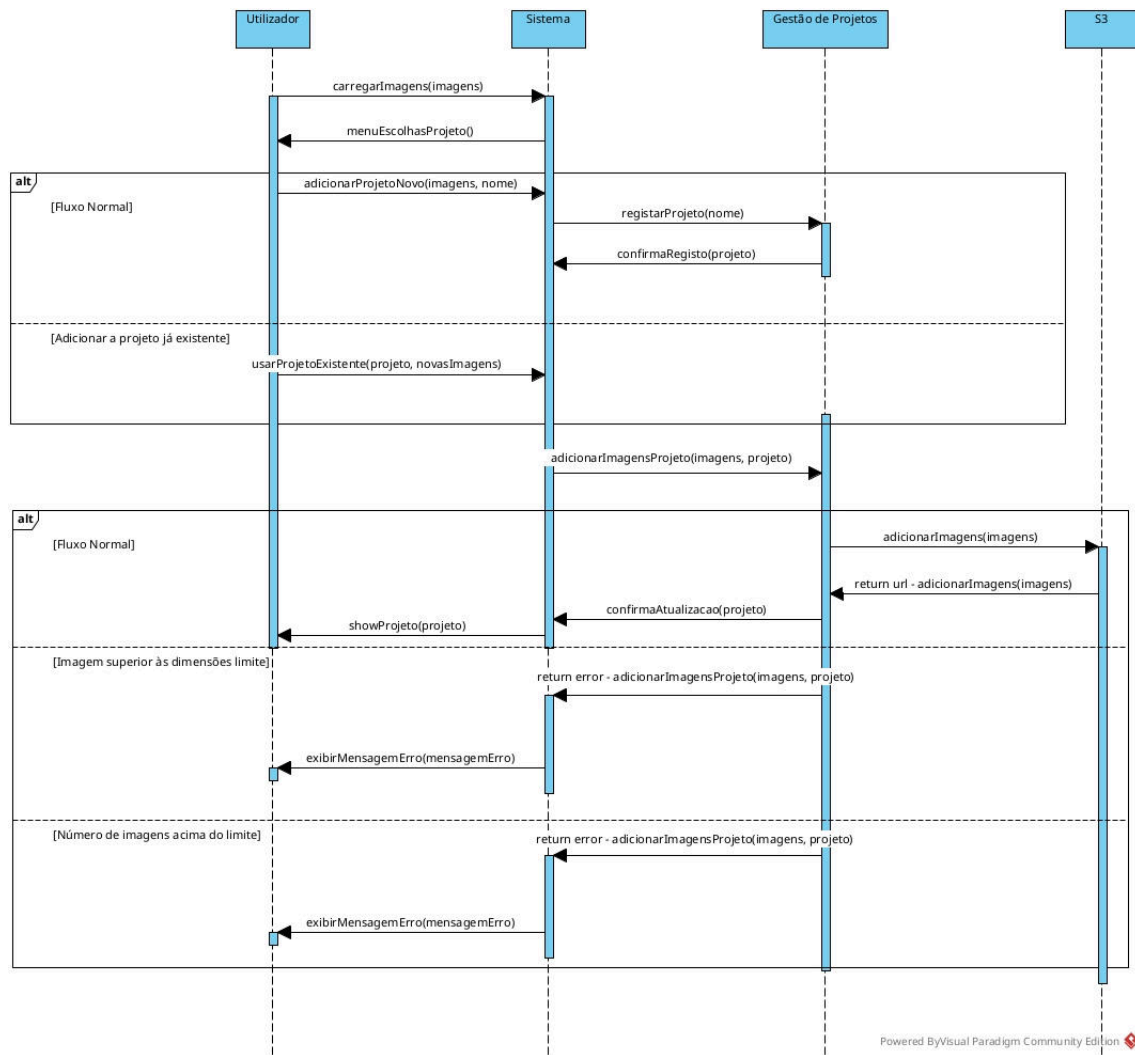 Utilizador
Sistema
Gestão de Projetos
S3
carregarImagens(imagens)
menuEscolhasProjeto()
alt
adicionarProjetoNovo(imagens, nome)
[Fluxo Normal]
registarProjeto(nome)
confirmaRegisto(projeto)
[Adicionar a projeto já existente]
usarProjetoExistente(projeto, novasImagens)
adicionarImagensProjeto(imagens, projeto)
alt
[Fluxo Normal]
adicionarImagens(imagens)
return url - adicionarImagens(imagens)
confirmaAtualizacao(projeto)
showProjeto(projeto)
[Imagem superior às dimensões limite]
return error - adicionarImagensProjeto(imagens, projeto)
exibirMensagemErro(mensagemErro)
[Número de imagens acima do limite]
return error - adicionarImagensProjeto(imagens, projeto)
exibirMensagemErro(mensagemErro)
Powered ByVisual Paradigm Community Edition